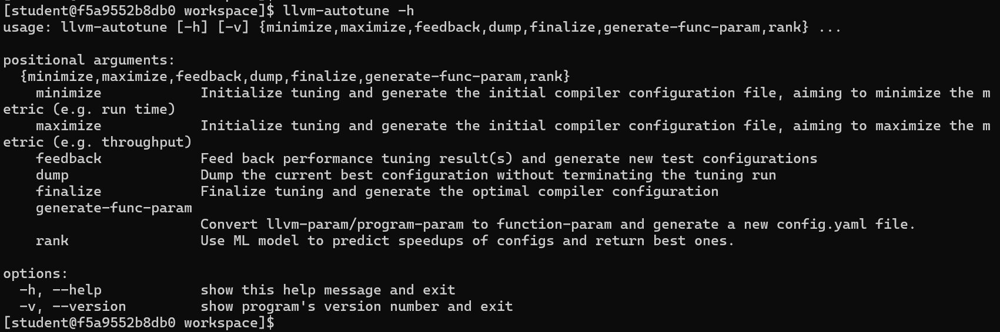 [student@f5a9552b8db0 workspace]$ llvm-autotune -h
usage: llvm-autotune [-h] [-v] {minimize,maximize,feedback,dump,finalize,generate-func-param,rank} ...

positional arguments:
  {minimize,maximize,feedback,dump,finalize,generate-func-param,rank}
    minimize            Initialize tuning and generate the initial compiler configuration file, aiming to minimize the m
etric (e.g. run time)
    maximize            Initialize tuning and generate the initial compiler configuration file, aiming to maximize the m
etric (e.g. throughput)
    feedback            Feed back performance tuning result(s) and generate new test configurations
    dump                Dump the current best configuration without terminating the tuning run
    finalize            Finalize tuning and generate the optimal compiler configuration
    generate-func-param
                        Convert llvm-param/program-param to function-param and generate a new config.yaml file.
    rank                Use ML model to predict speedups of configs and return best ones.

options:
  -h, --help            show this help message and exit
  -v, --version         show program's version number and exit
[student@f5a9552b8db0 workspace]$